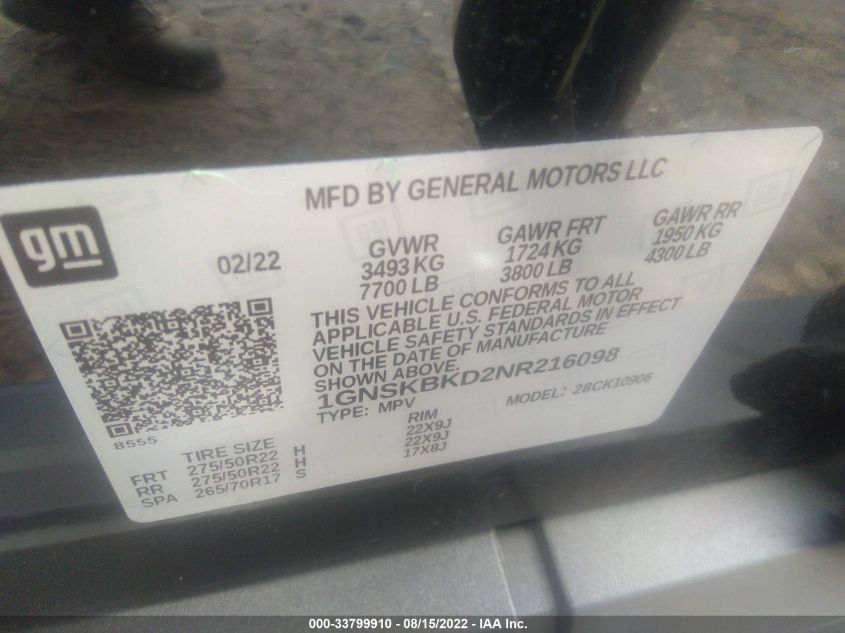 MFD BY GENERAL MOTORS LLC
gm
02/22
GVWR
3493 KG
7700 LB
GAWR FRT
1724 KG
3800 LB
GAWR RR
1950 KG
4300 LB
THIS VEHICLE CONFORMS TO ALL
APPLICABLE U.S. FEDERAL MOTOR
VEHICLE SAFETY STANDARDS IN EFFECT
ON THE DATE OF MANUFACTURE
SHOWN ABOVE.
1GNSKBKD2NR216098
TYPE: MPV
MODEL: 28CK10906
8555
TIRE SIZE RIM
FRT 275/50R22 H 22X9J
RR 275/50R22 H 22X9J
SPA 265/70R17 S 17X8J
000-33799910 - 08/15/2022 - IAA Inc.